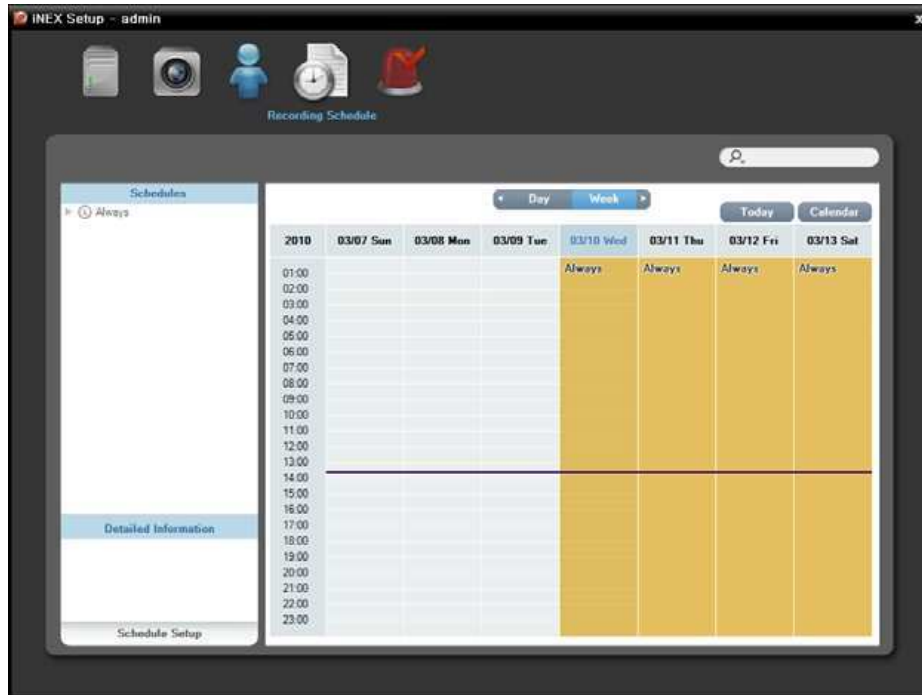 iNEX Setup - admin
x
Recording Schedule
Schedules
Always
Detailed Information
Schedule Setup
Day Week
Today Calendar
2010 03/07 Sun 03/08 Mon 03/09 Tue 03/10 Wed 03/11 Thu 03/12 Fri 03/13 Sat
Always Always Always Always
01:00
02:00
03:00
04:00
05:00
06:00
07:00
08:00
09:00
10:00
11:00
12:00
13:00
14:00
15:00
16:00
17:00
18:00
19:00
20:00
21:00
22:00
23:00